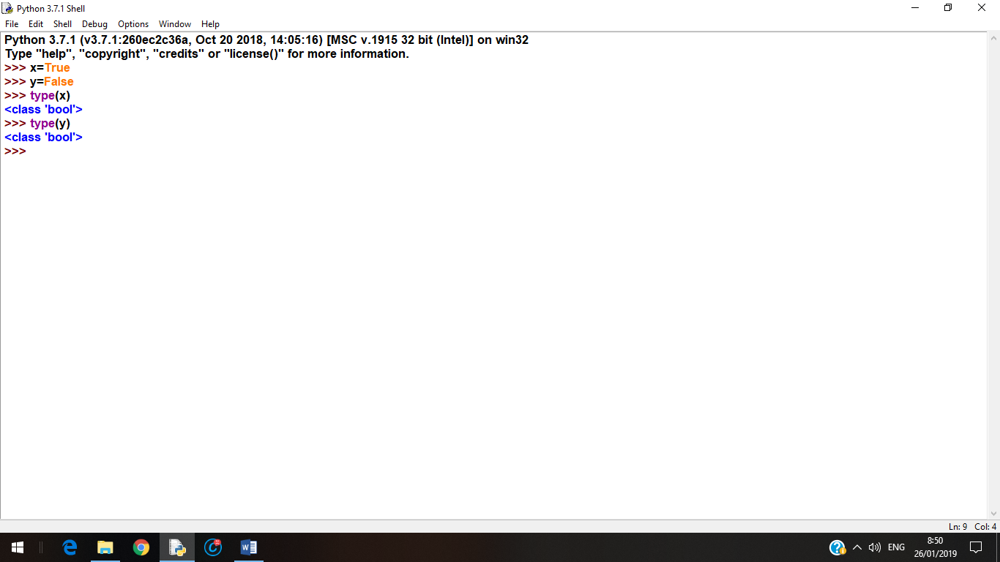 Python 3.7.1 Shell
File Edit Shell Debug Options Window Help
Python 3.7.1 (v3.7.1:260ec2c36a, Oct 20 2018, 14:05:16) [MSC v.1915 32 bit (Intel)] on win32
Type "help", "copyright", "credits" or "license()" for more information.
>>> x=True
>>> y=False
>>> type(x)
<class 'bool'>
>>> type(y)
<class 'bool'>
>>>
Ln: 9 Col: 4
ENG
8:50
26/01/2019